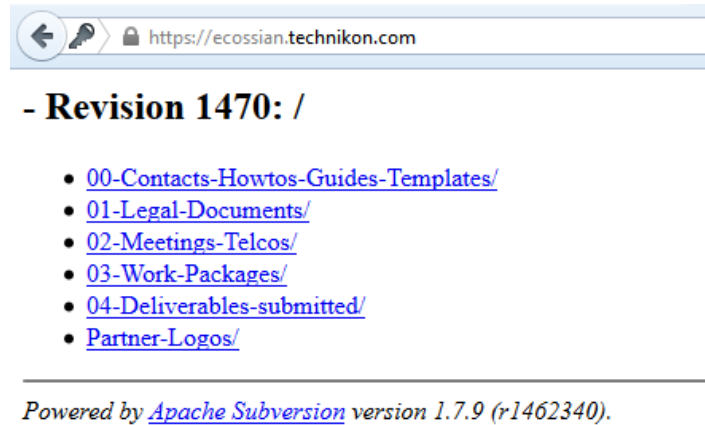 https://ecossian.technikon.com
- Revision 1470: /
00-Contacts-Howtos-Guides-Templates/
01-Legal-Documents/
02-Meetings-Telcos/
03-Work-Packages/
04-Deliverables-submitted/
Partner-Logos/
Powered by Apache Subversion version 1.7.9 (r1462340).